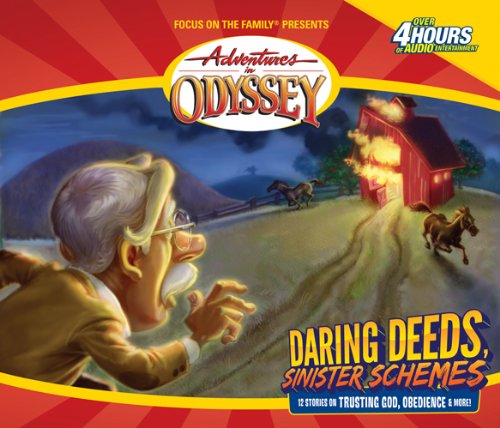 FOCUS ON THE FAMILY® PRESENTS
OVER
4 HOURS
OF AUDIO ENTERTAINMENT
Adventures
in
ODYSSEY
DARING DEEDS,
SINISTER SCHEMES
12 STORIES ON TRUSTING GOD, OBEDIENCE & MORE!